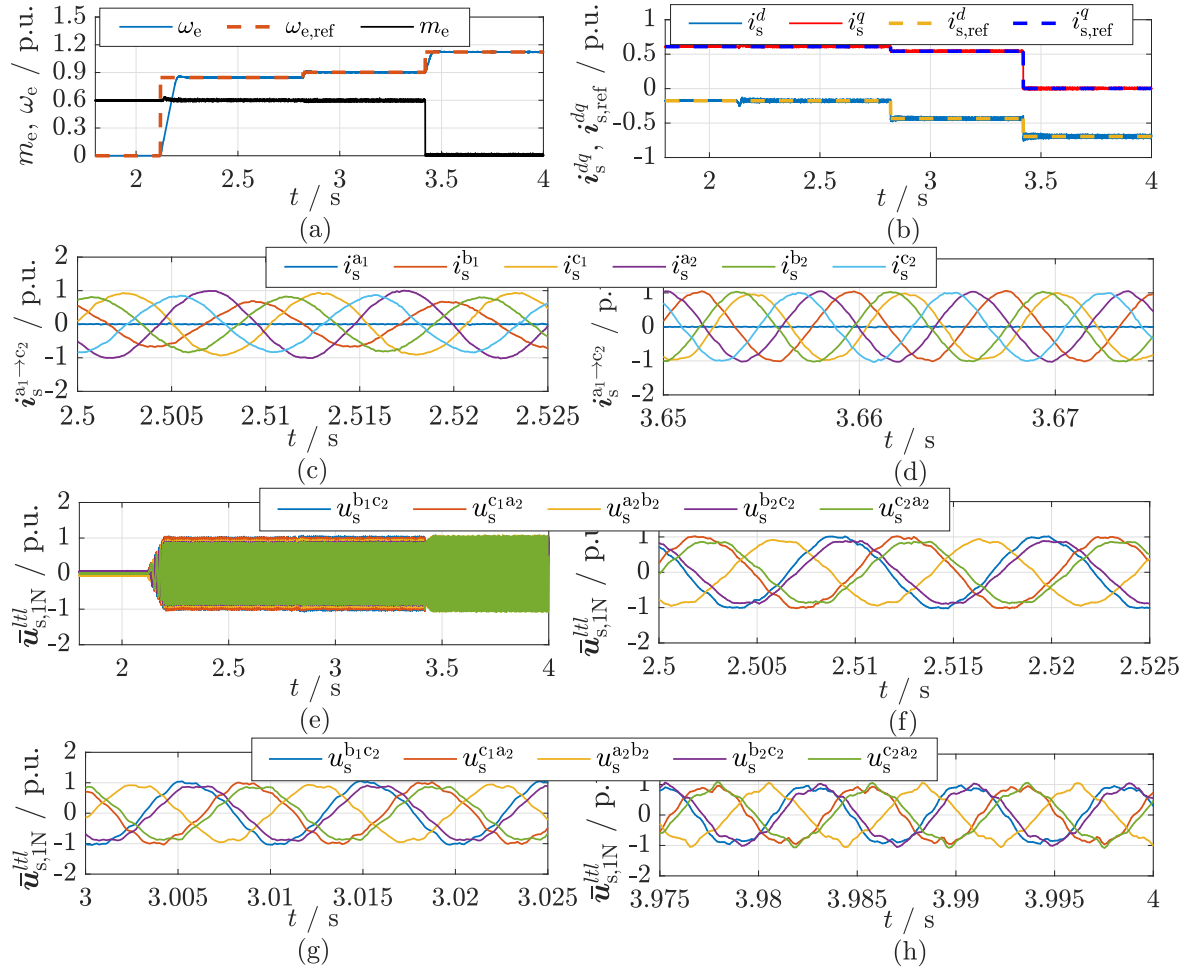 1.5
1.2
0.9
0.6
0.3
0
ωₑ
ωₑ,ref
mₑ
mₑ, ωₑ / p.u.
2 2.5 3 3.5 4
t / s
(a)
1
0.5
0
-0.5
-1
i_s^d
i_s^q
i_s,ref^d
i_s,ref^q
i_s^dq, i_s,ref^dq / p.u.
2 2.5 3 3.5 4
t / s
(b)
i_s^a₁ i_s^b₁ i_s^c₁ i_s^a₂ i_s^b₂ i_s^c₂
2
1
0
-1
-2
i_s^a₁→c₂ / p.u.
2.5 2.505 2.51 2.515 2.52 2.525
t / s
(c)
2
1
0
-1
-2
i_s^a₁→c₂ / p.u.
3.65 3.66 3.67
t / s
(d)
u_s^b₁c₂ u_s^c₁a₂ u_s^a₂b₂ u_s^b₂c₂ u_s^c₂a₂
2
1
0
-1
-2
ū_s,1N^ltl / p.u.
2 2.5 3 3.5 4
t / s
(e)
2
1
0
-1
-2
ū_s,1N^ltl / p.u.
2.5 2.505 2.51 2.515 2.52 2.525
t / s
(f)
u_s^b₁c₂ u_s^c₁a₂ u_s^a₂b₂ u_s^b₂c₂ u_s^c₂a₂
2
1
0
-1
-2
ū_s,1N^ltl / p.u.
3 3.005 3.01 3.015 3.02 3.025
t / s
(g)
2
1
0
-1
-2
ū_s,1N^ltl / p.
3.975 3.98 3.985 3.99 3.995 4
t / s
(h)